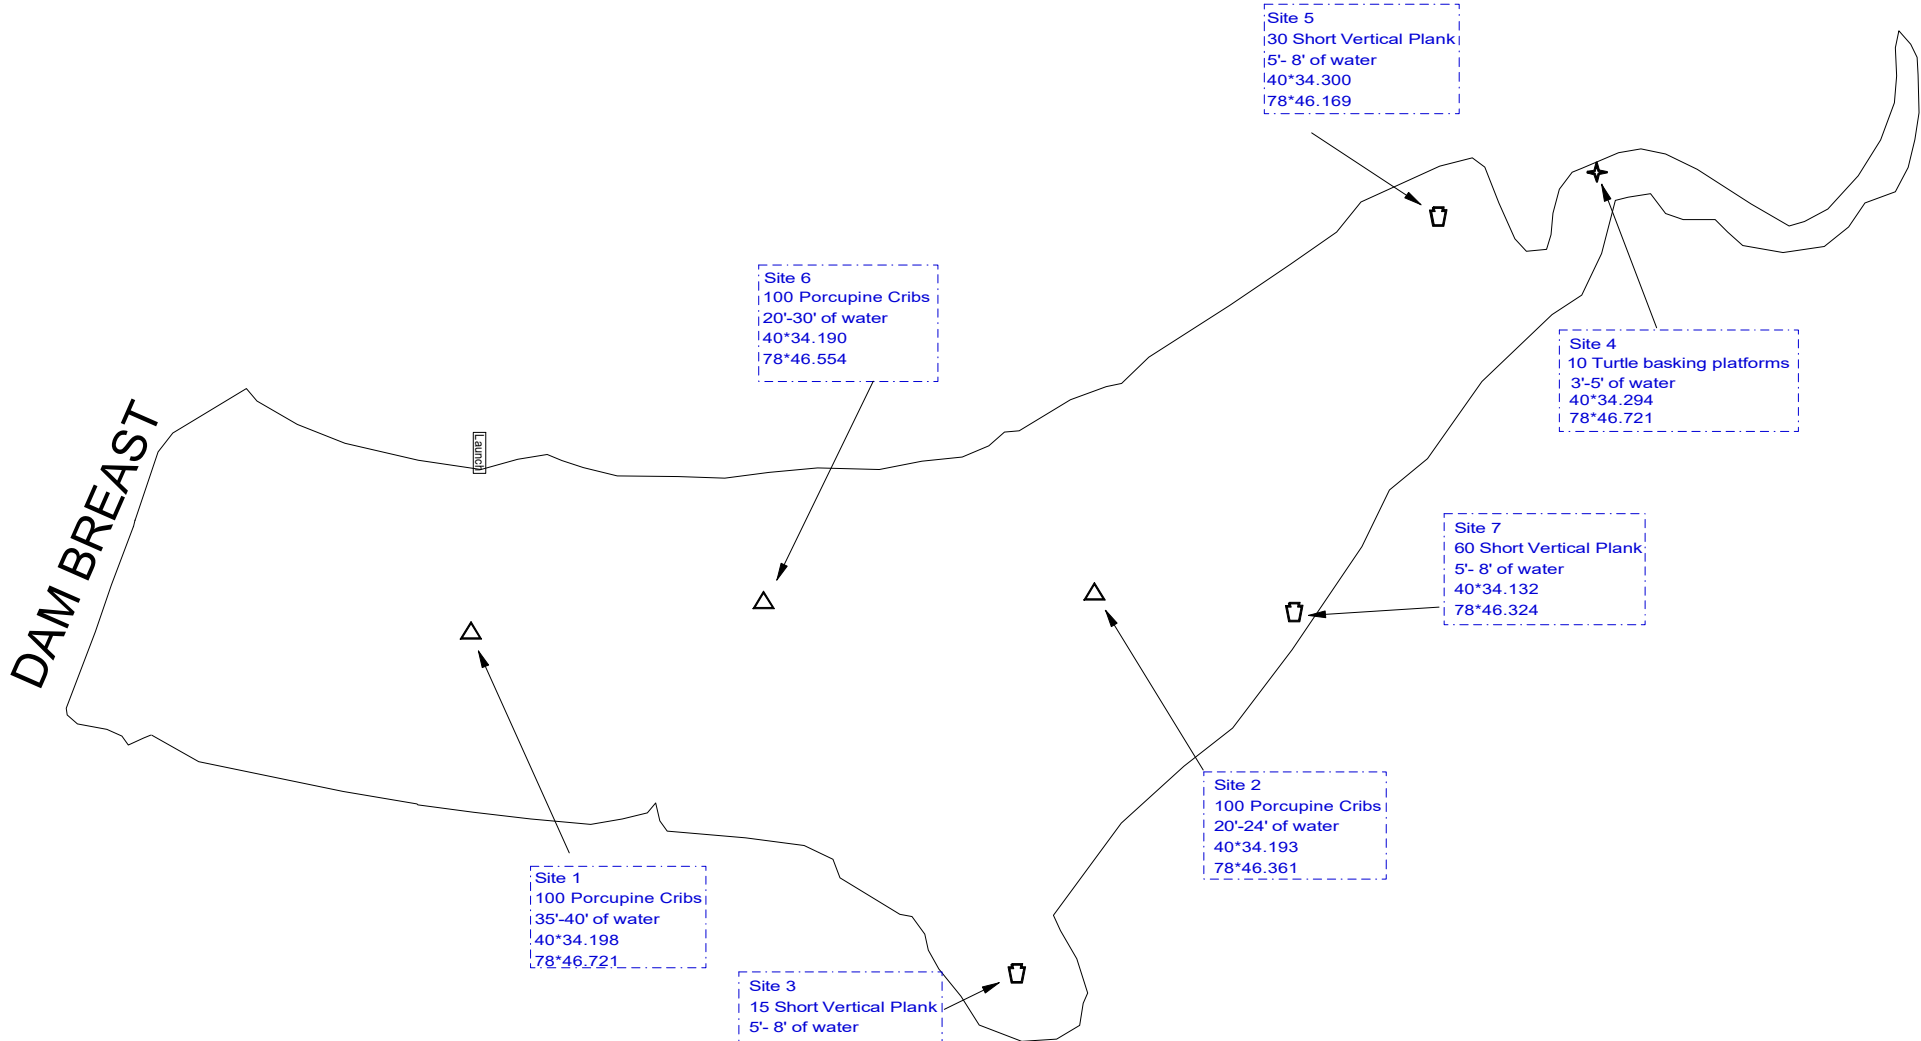 Site 5
30 Short Vertical Plank
5'- 8' of water
40*34.300
78*46.169
Site 6
100 Porcupine Cribs
20'-30' of water
40*34.190
78*46.554
Site 4
10 Turtle basking platforms
3'-5' of water
40*34.294
78*46.721
DAM BREAST
Launch
Site 7
60 Short Vertical Plank
5'- 8' of water
40*34.132
78*46.324
Site 2
100 Porcupine Cribs
20'-24' of water
40*34.193
78*46.361
Site 1
100 Porcupine Cribs
35'-40' of water
40*34.198
78*46.721
Site 3
15 Short Vertical Plank
5'- 8' of water